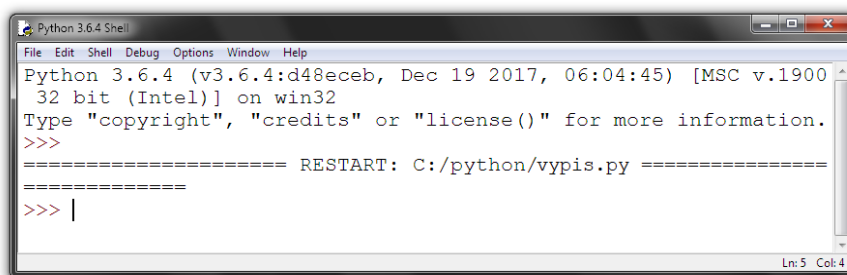 Python 3.6.4 Shell
File Edit Shell Debug Options Window Help
Python 3.6.4 (v3.6.4:d48eceb, Dec 19 2017, 06:04:45) [MSC v.1900
 32 bit (Intel)] on win32
Type "copyright", "credits" or "license()" for more information.
>>>
====================== RESTART: C:/python/vypis.py ================
=============
>>>
Ln: 5 Col: 4